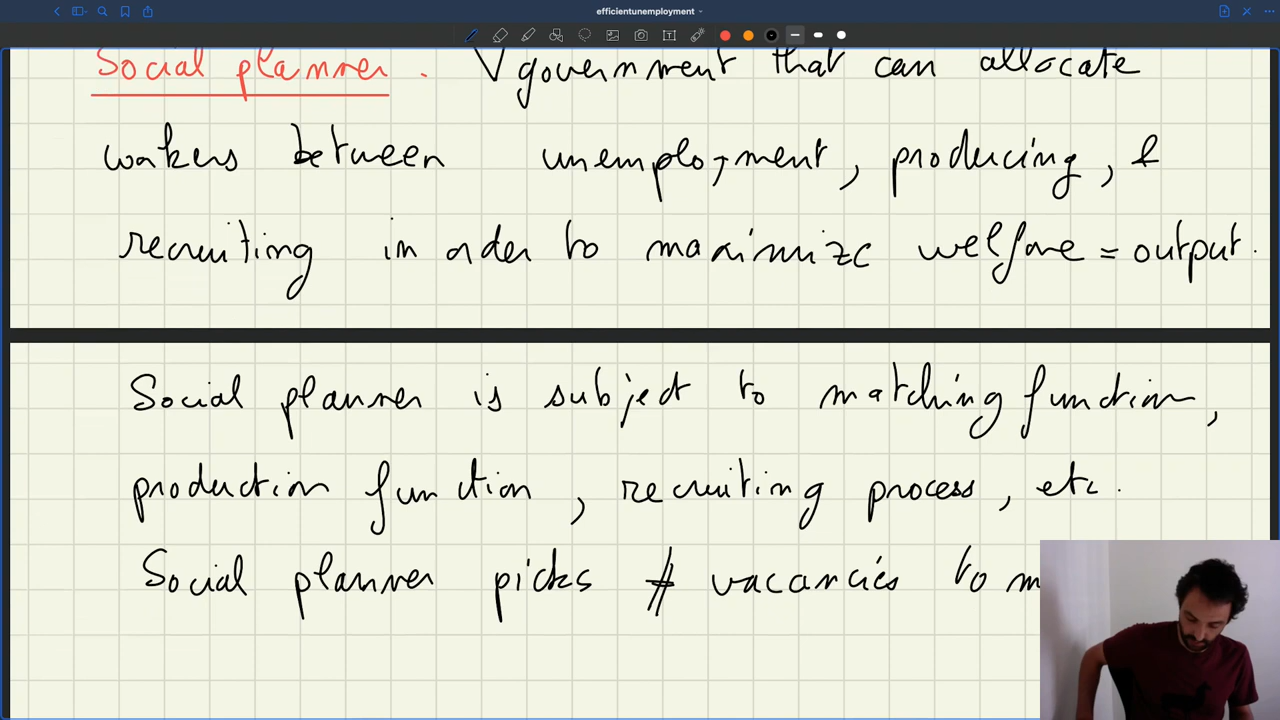 efficientunemployment
Social planner. government that can allocate
workers between unemployment, producing, &
recruiting in order to maximize welfare = output.
Social planner is subject to matching function,
production function, recruiting process, etc.
Social planner picks # vacancies to m